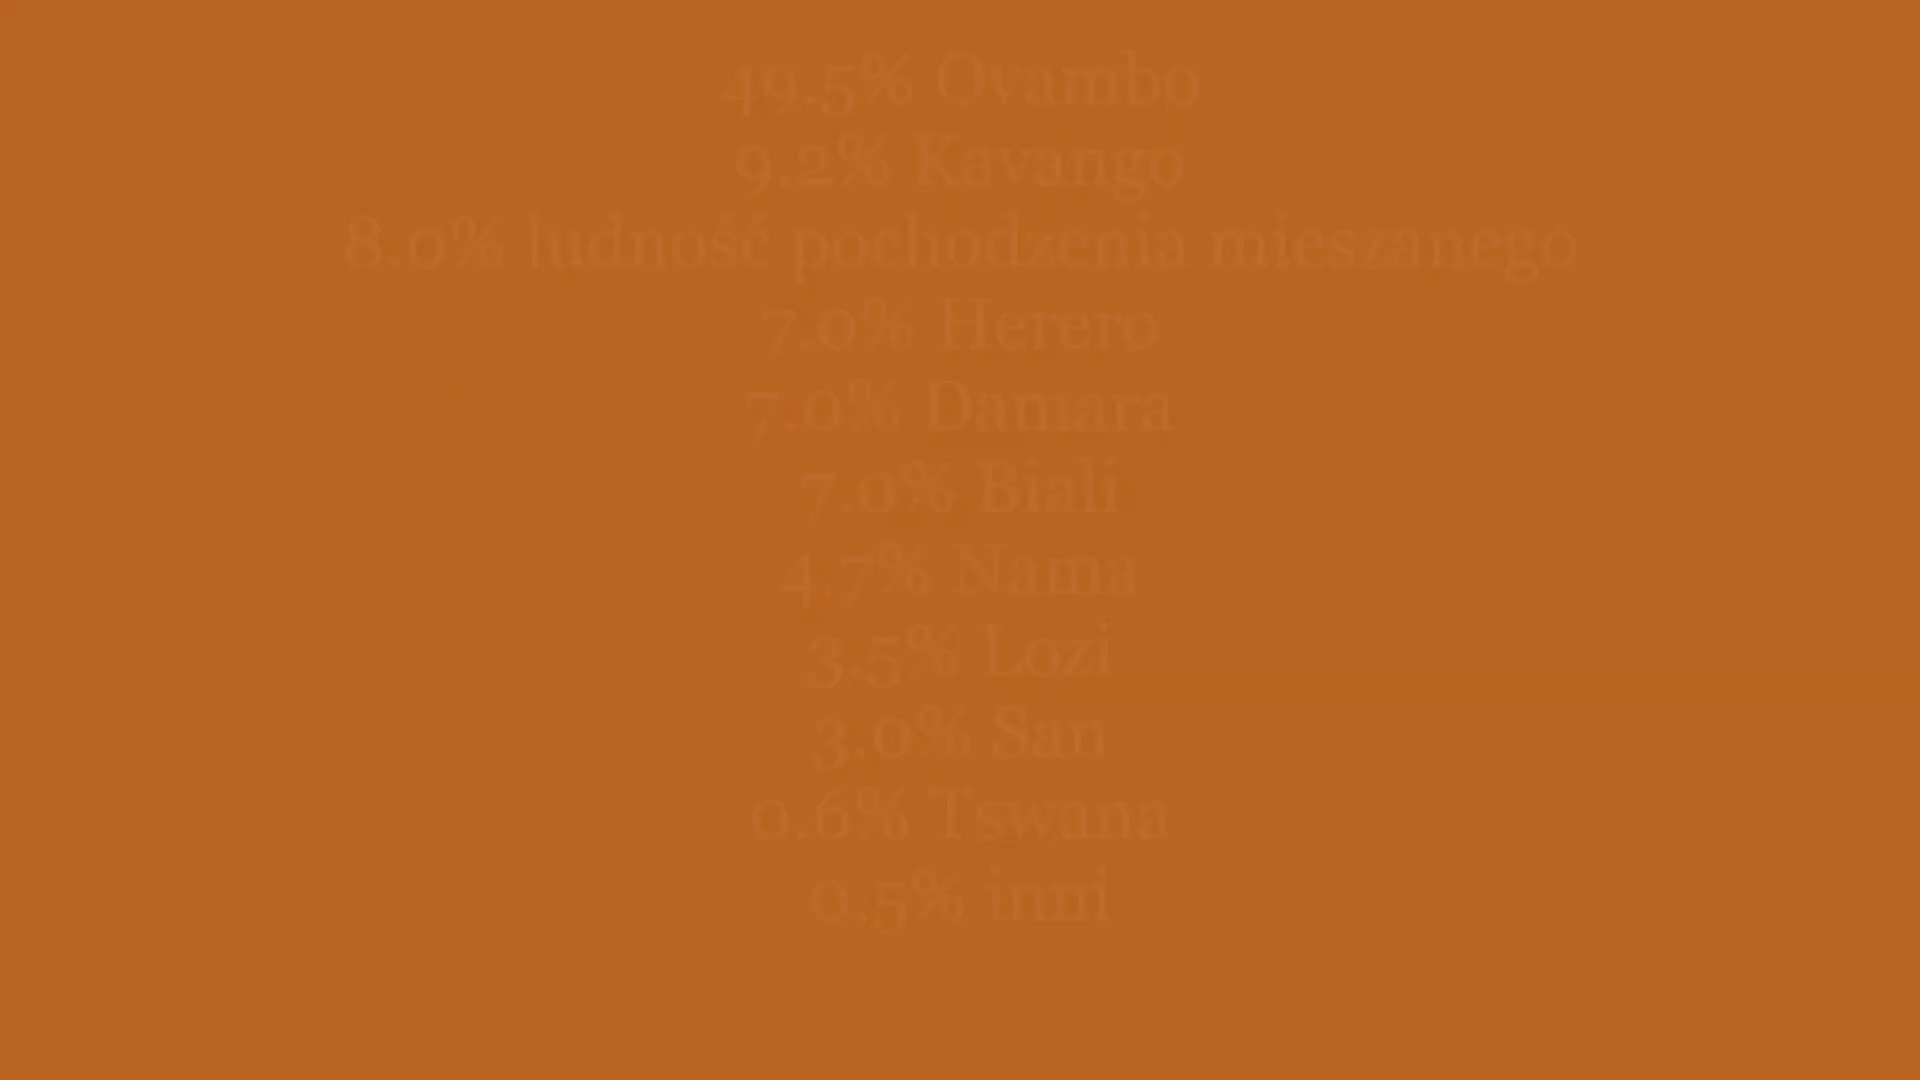 49.5% Ovambo
9.2% Kavango
8.0% ludność pochodzenia mieszanego
7.0% Herero
7.0% Damara
7.0% Biali
4.7% Nama
3.5% Lozi
3.0% San
0.6% Tswana
0.5% inni